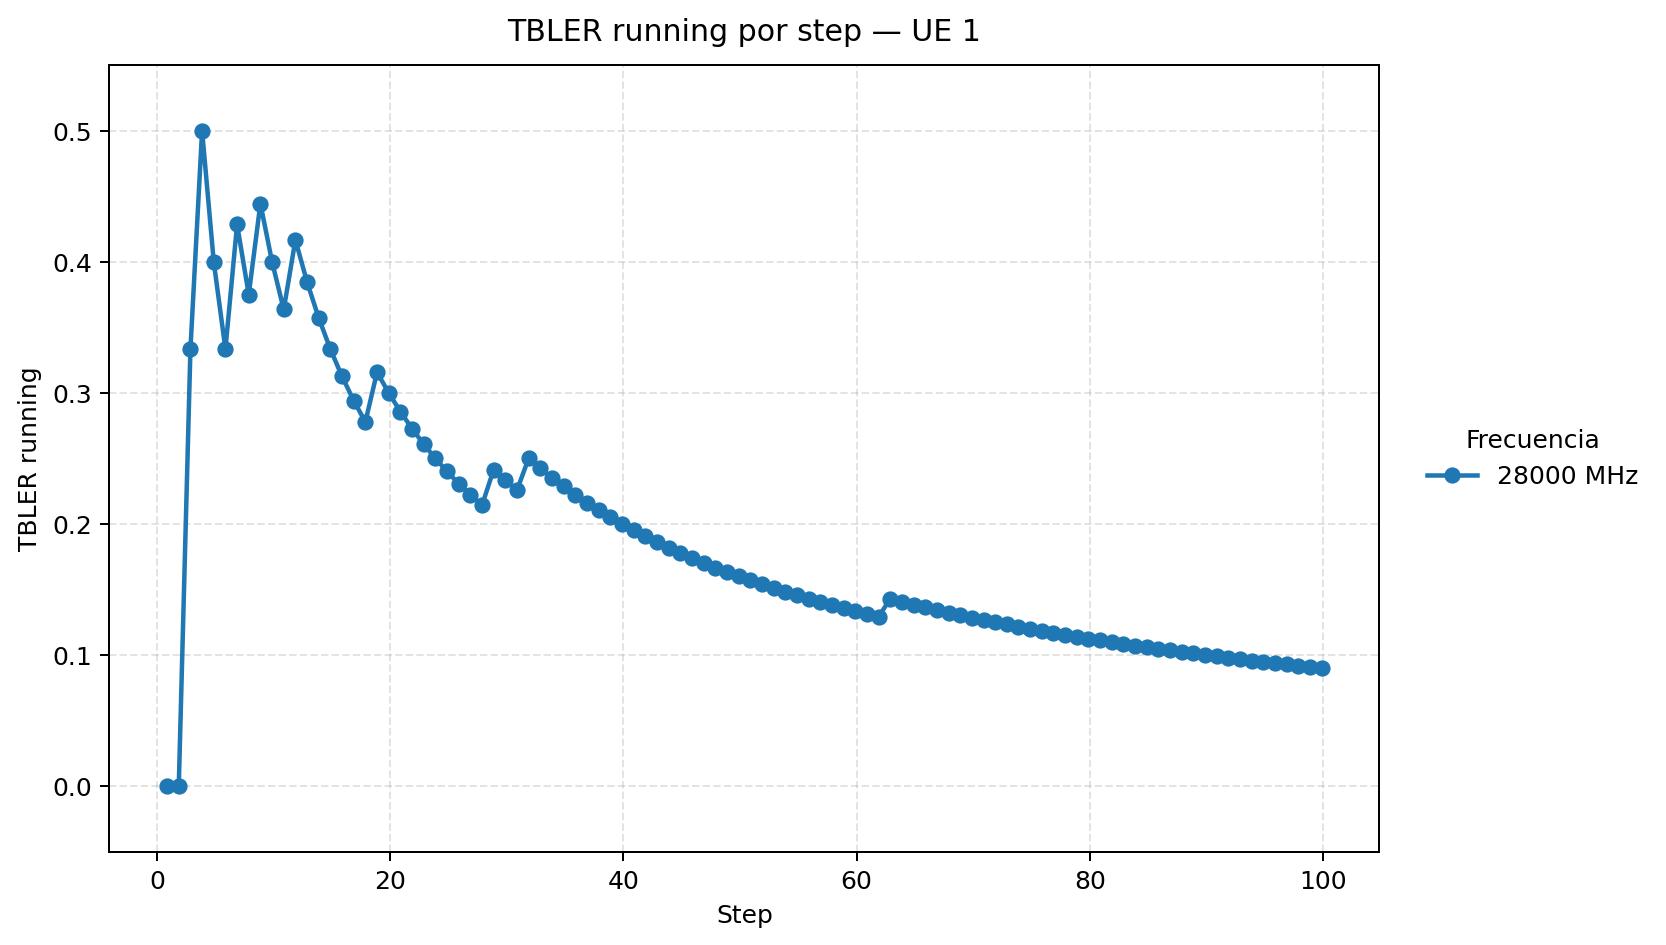 TBLER running por step — UE 1
TBLER running
0.5
0.4
0.3
0.2
0.1
0.0
0 20 40 60 80 100
Step
Frecuencia
28000 MHz